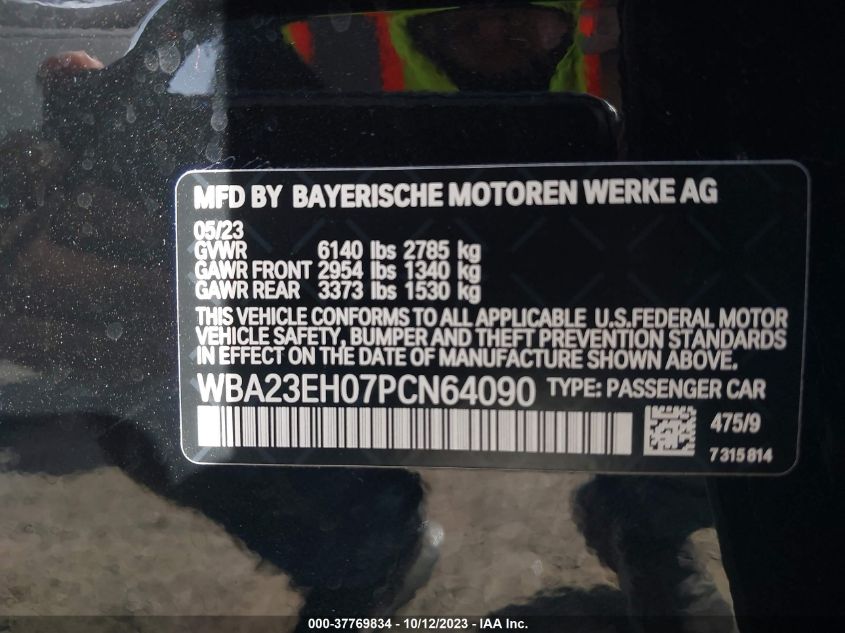 MFD BY BAYERISCHE MOTOREN WERKE AG
05/23
GVWR 6140 lbs 2785 kg
GAWR FRONT 2954 lbs 1340 kg
GAWR REAR 3373 lbs 1530 kg
THIS VEHICLE CONFORMS TO ALL APPLICABLE U.S.FEDERAL MOTOR
VEHICLE SAFETY, BUMPER AND THEFT PREVENTION STANDARDS
IN EFFECT ON THE DATE OF MANUFACTURE SHOWN ABOVE.
WBA23EH07PCN64090 TYPE: PASSENGER CAR
475/9
7 315 814
000-37769834 - 10/12/2023 - IAA Inc.